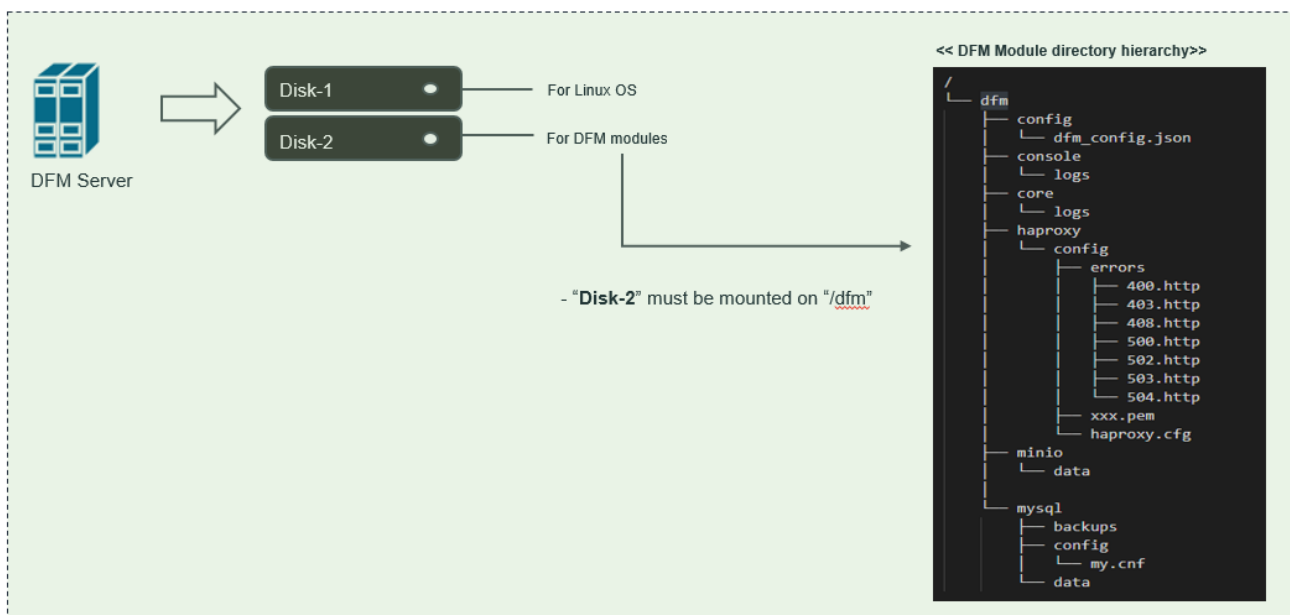 DFM Server
Disk-1
Disk-2
For Linux OS
For DFM modules
- “Disk-2” must be mounted on “/dfm”
<< DFM Module directory hierarchy>>
/
└── dfm
    ├── config
    │   └── dfm_config.json
    ├── console
    │   └── logs
    ├── core
    │   └── logs
    ├── haproxy
    │   └── config
    │       ├── errors
    │       │   ├── 400.http
    │       │   ├── 403.http
    │       │   ├── 408.http
    │       │   ├── 500.http
    │       │   ├── 502.http
    │       │   ├── 503.http
    │       │   └── 504.http
    │       ├── xxx.pem
    │       └── haproxy.cfg
    ├── minio
    │   └── data
    │
    └── mysql
        ├── backups
        ├── config
        │   └── my.cnf
        └── data